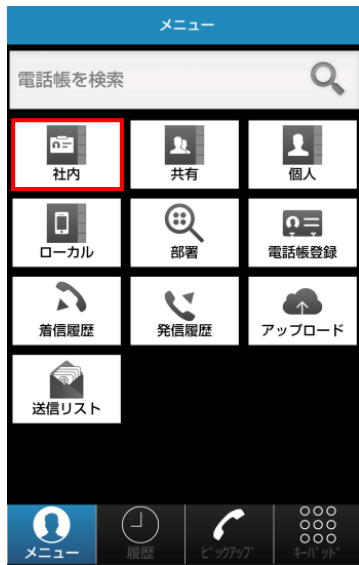 メニュー
電話帳を検索
社内
共有
個人
ローカル
部署
電話帳登録
着信履歴
発信履歴
アップロード
送信リスト
メニュー
履歴
ピックアップ
キーパッド